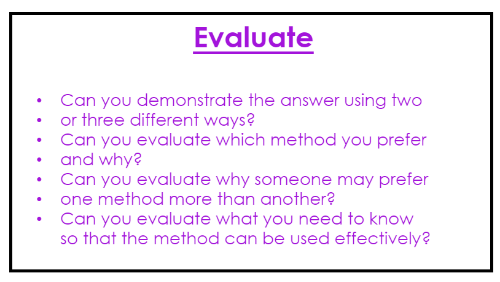 Evaluate
• Can you demonstrate the answer using two
• or three different ways?
• Can you evaluate which method you prefer
• and why?
• Can you evaluate why someone may prefer
• one method more than another?
• Can you evaluate what you need to know
so that the method can be used effectively?